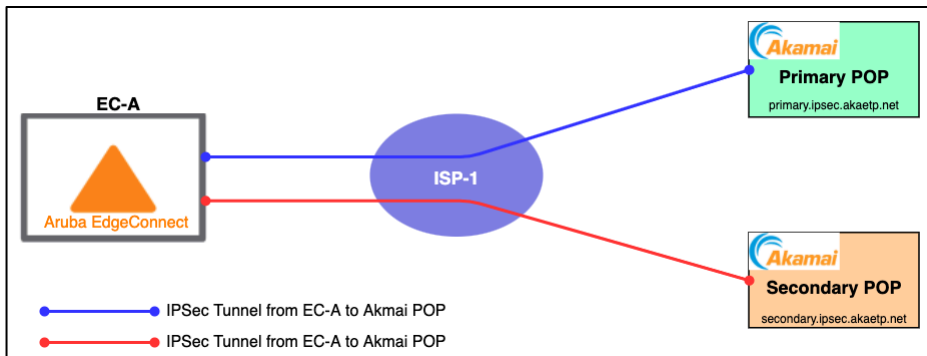 Akamai
Primary POP
primary.ipsec.akaetp.net
EC-A
Aruba EdgeConnect
ISP-1
Akamai
Secondary POP
secondary.ipsec.akaetp.net
IPSec Tunnel from EC-A to Akmai POP
IPSec Tunnel from EC-A to Akmai POP